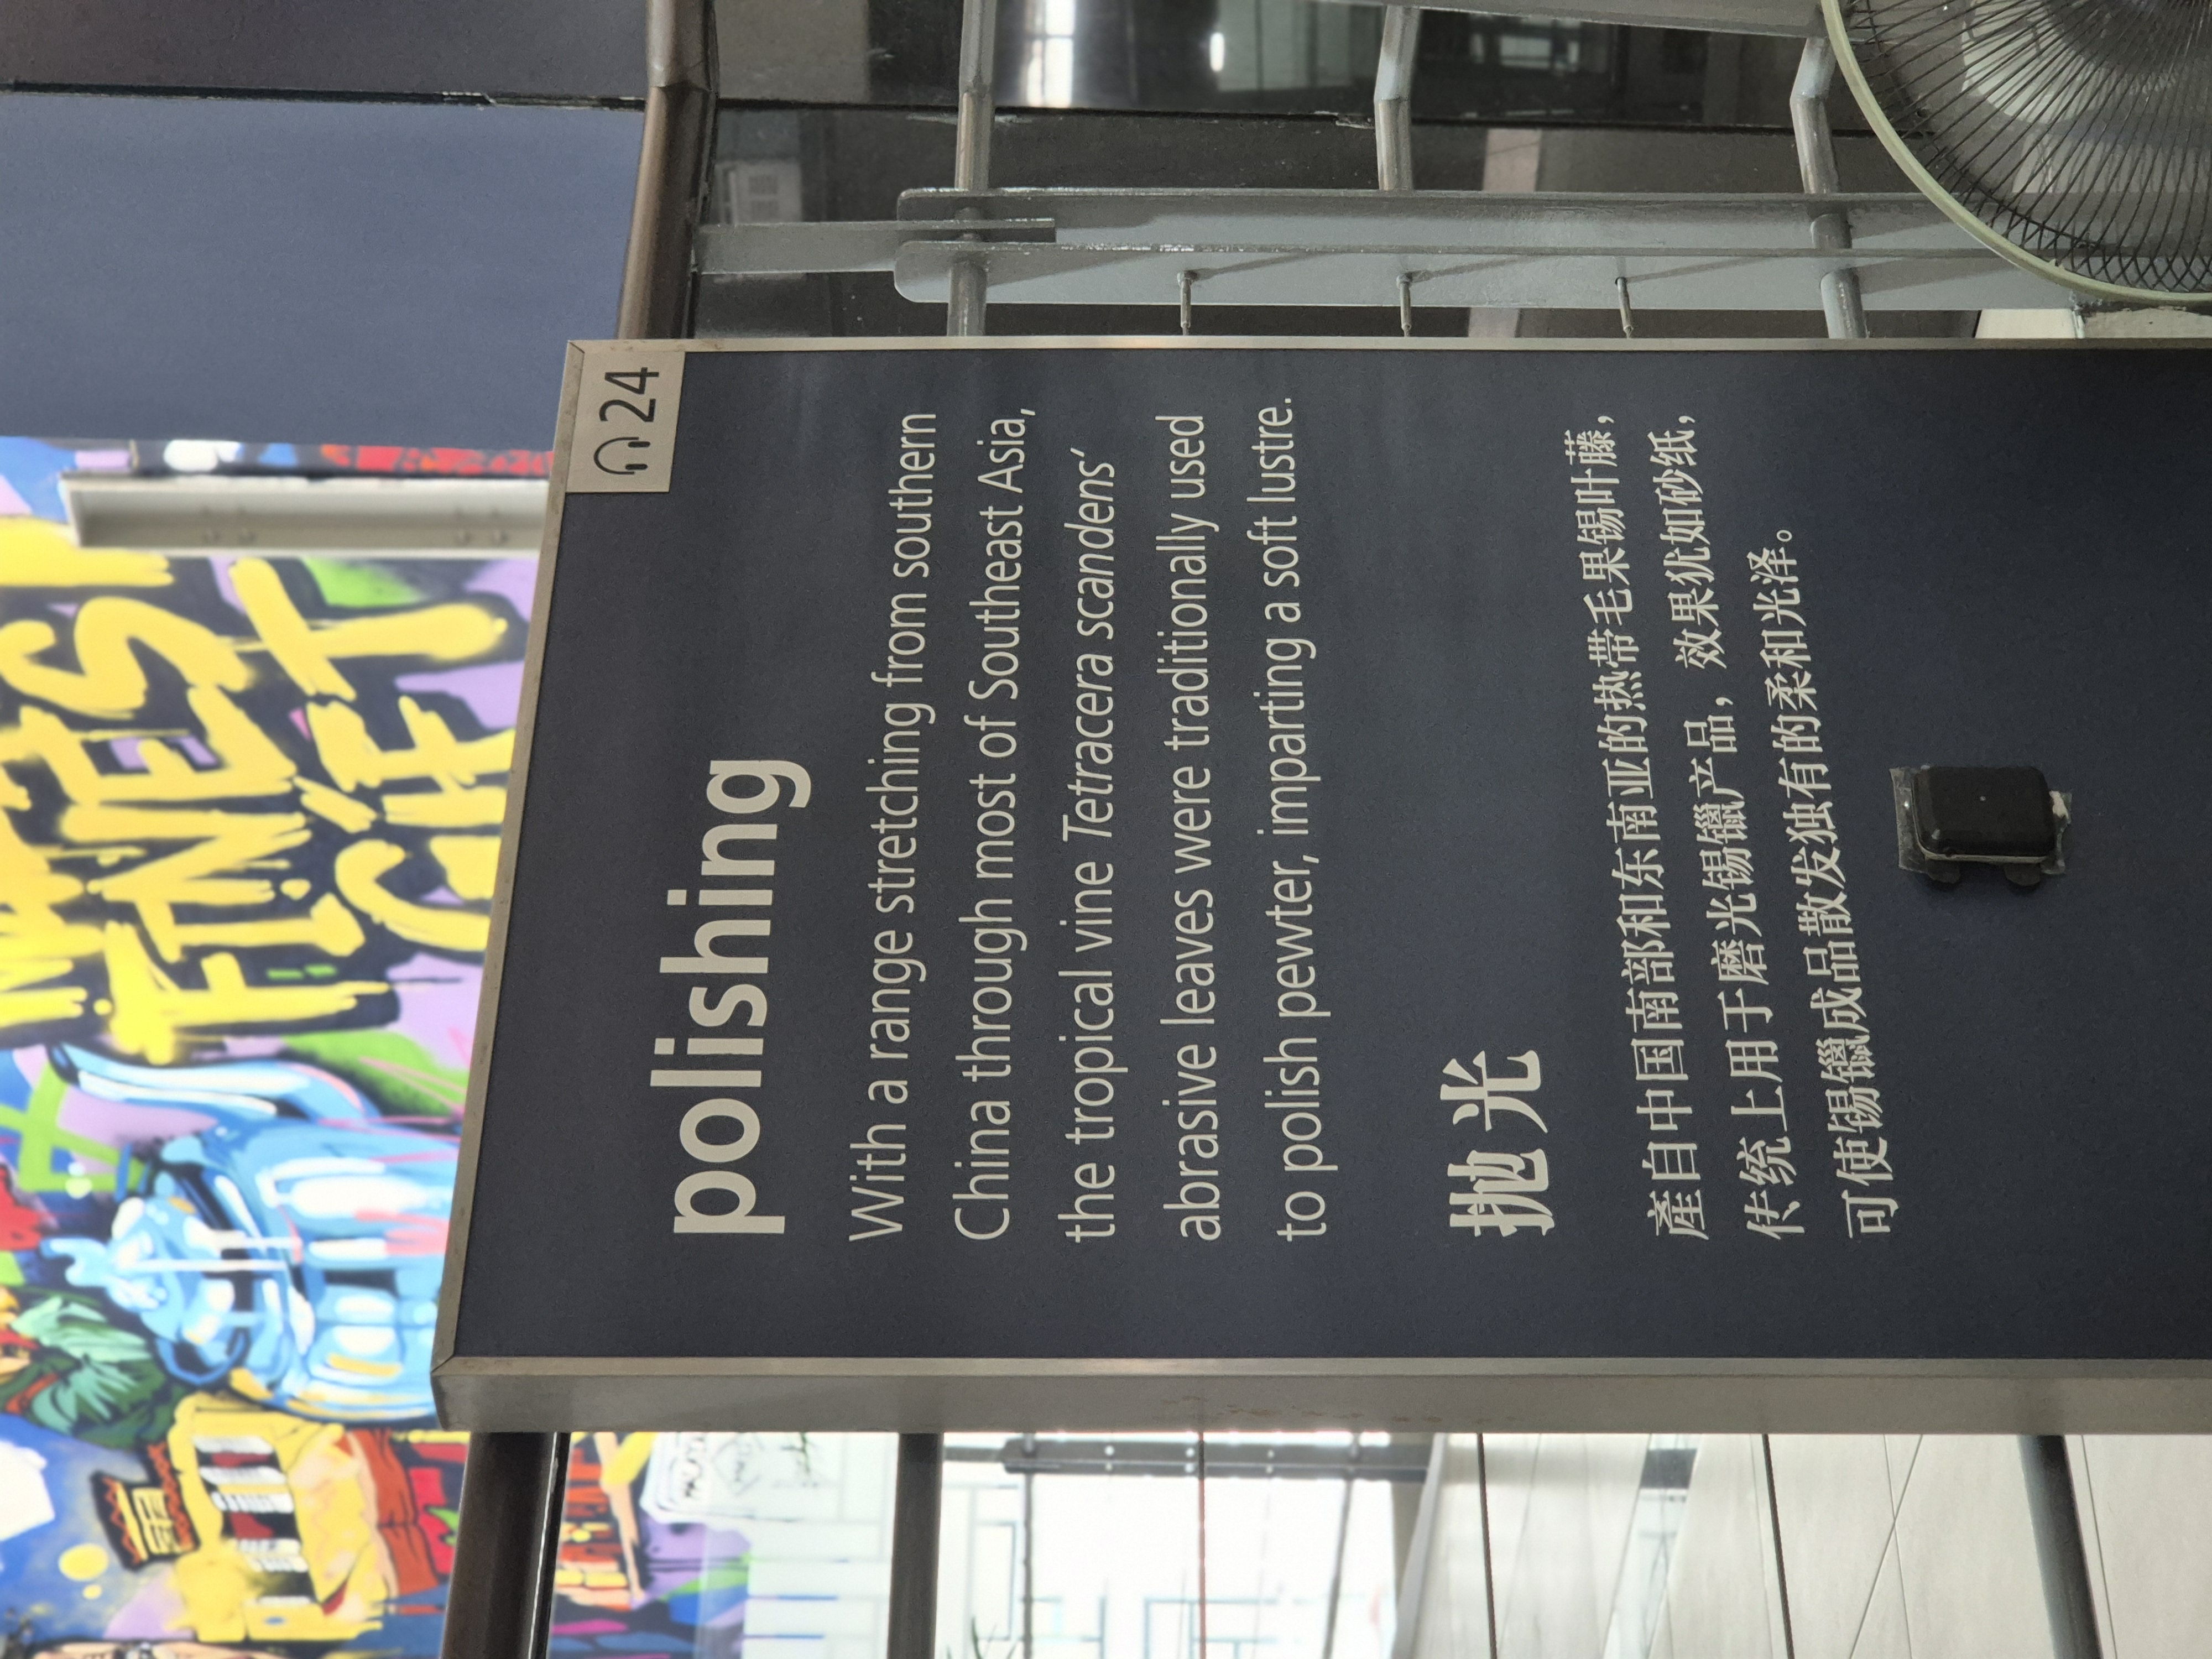 24
polishing
With a range stretching from southern
China through most of Southeast Asia,
the tropical vine Tetracera scandens'
abrasive leaves were traditionally used
to polish pewter, imparting a soft lustre.
抛光
產自中国南部和东南亚的热带毛果锡叶藤，
传统上用于磨光锡镴产品，效果犹如砂纸，
可使锡镴成品散发独有的柔和光泽。
FINEST
GIFT